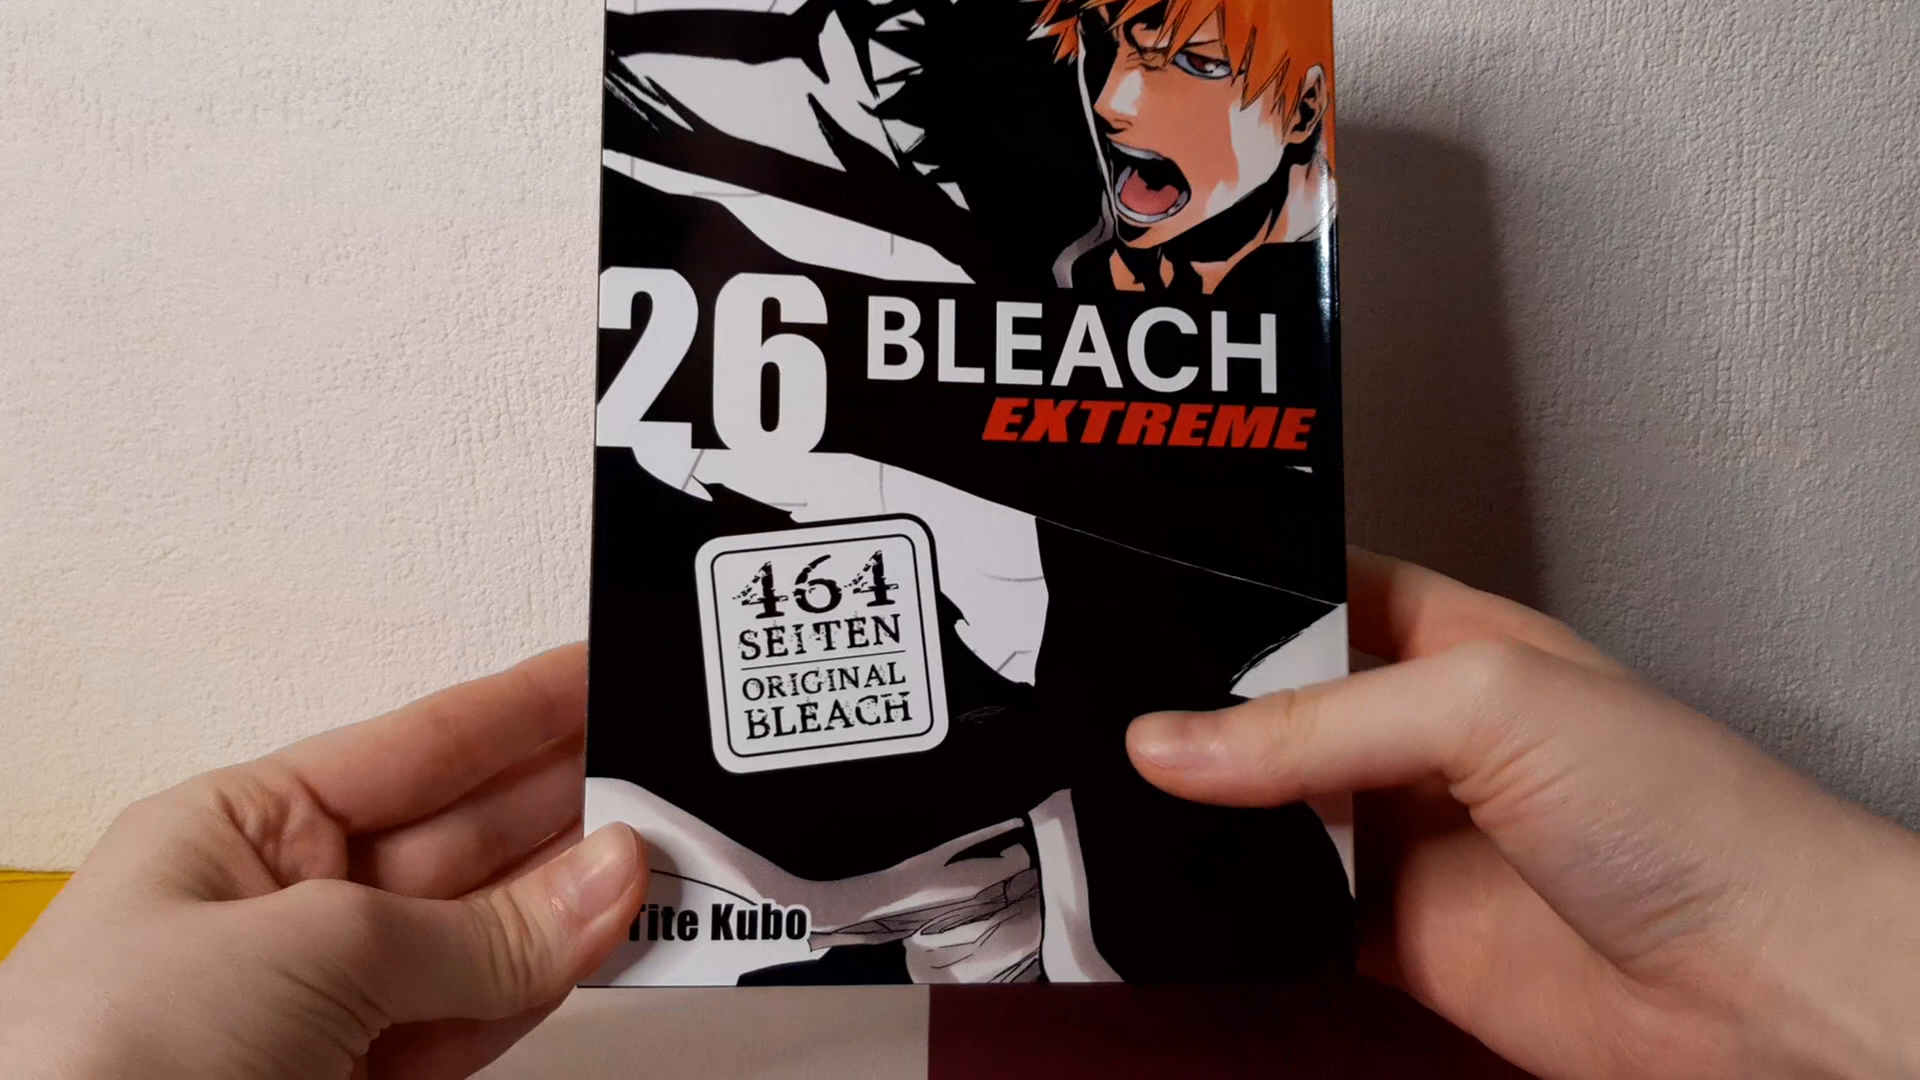 26 BLEACH
EXTREME
464
SEITEN
ORIGINAL
BLEACH
Tite Kubo